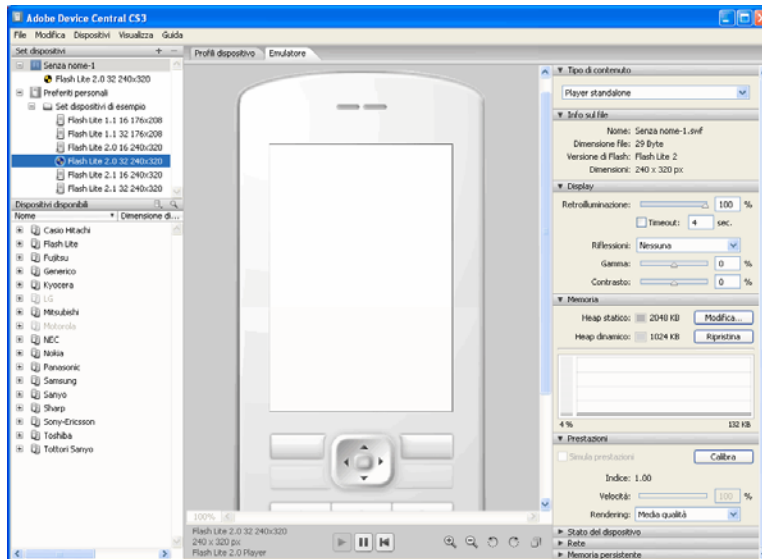 Adobe Device Central CS3
File Modifica Dispositivi Visualizza Guida
Set dispositivi + −
Senza nome-1
Flash Lite 2.0 32 240x320
Preferiti personali
Set dispositivi di esempio
Flash Lite 1.1 16 176x208
Flash Lite 1.1 32 176x208
Flash Lite 2.0 16 240x320
Flash Lite 2.0 32 240x320
Flash Lite 2.1 16 240x320
Flash Lite 2.1 32 240x320
Dispositivi disponibili
Nome Dimensione di...
Casio Hitachi
Flash Lite
Fujitsu
Generico
Kyocera
LG
Mitsubishi
Motorola
NEC
Nokia
Panasonic
Samsung
Sanyo
Sharp
Sony-Ericsson
Toshiba
Tottori Sanyo
Profili dispositivo Emulatore
100%
Flash Lite 2.0 32 240x320
240 x 320 px
Flash Lite 2.0 Player
Tipo di contenuto
Player standalone
Info sul file
Nome: Senza nome-1.swf
Dimensione file: 29 Byte
Versione di Flash: Flash Lite 2
Dimensioni: 240 x 320 px
Display
Retroilluminazione: 100 %
Timeout: 4 sec.
Riflessioni: Nessuna
Gamma: 0 %
Contrasto: 0 %
Memoria
Heap statico: 2048 KB Modifica...
Heap dinamico: 1024 KB Ripristina
4 % 132 KB
Prestazioni
Simula prestazioni Calibra
Indice: 1.00
Velocità: 100 %
Rendering: Media qualità
Stato del dispositivo
Rete
Memoria persistente